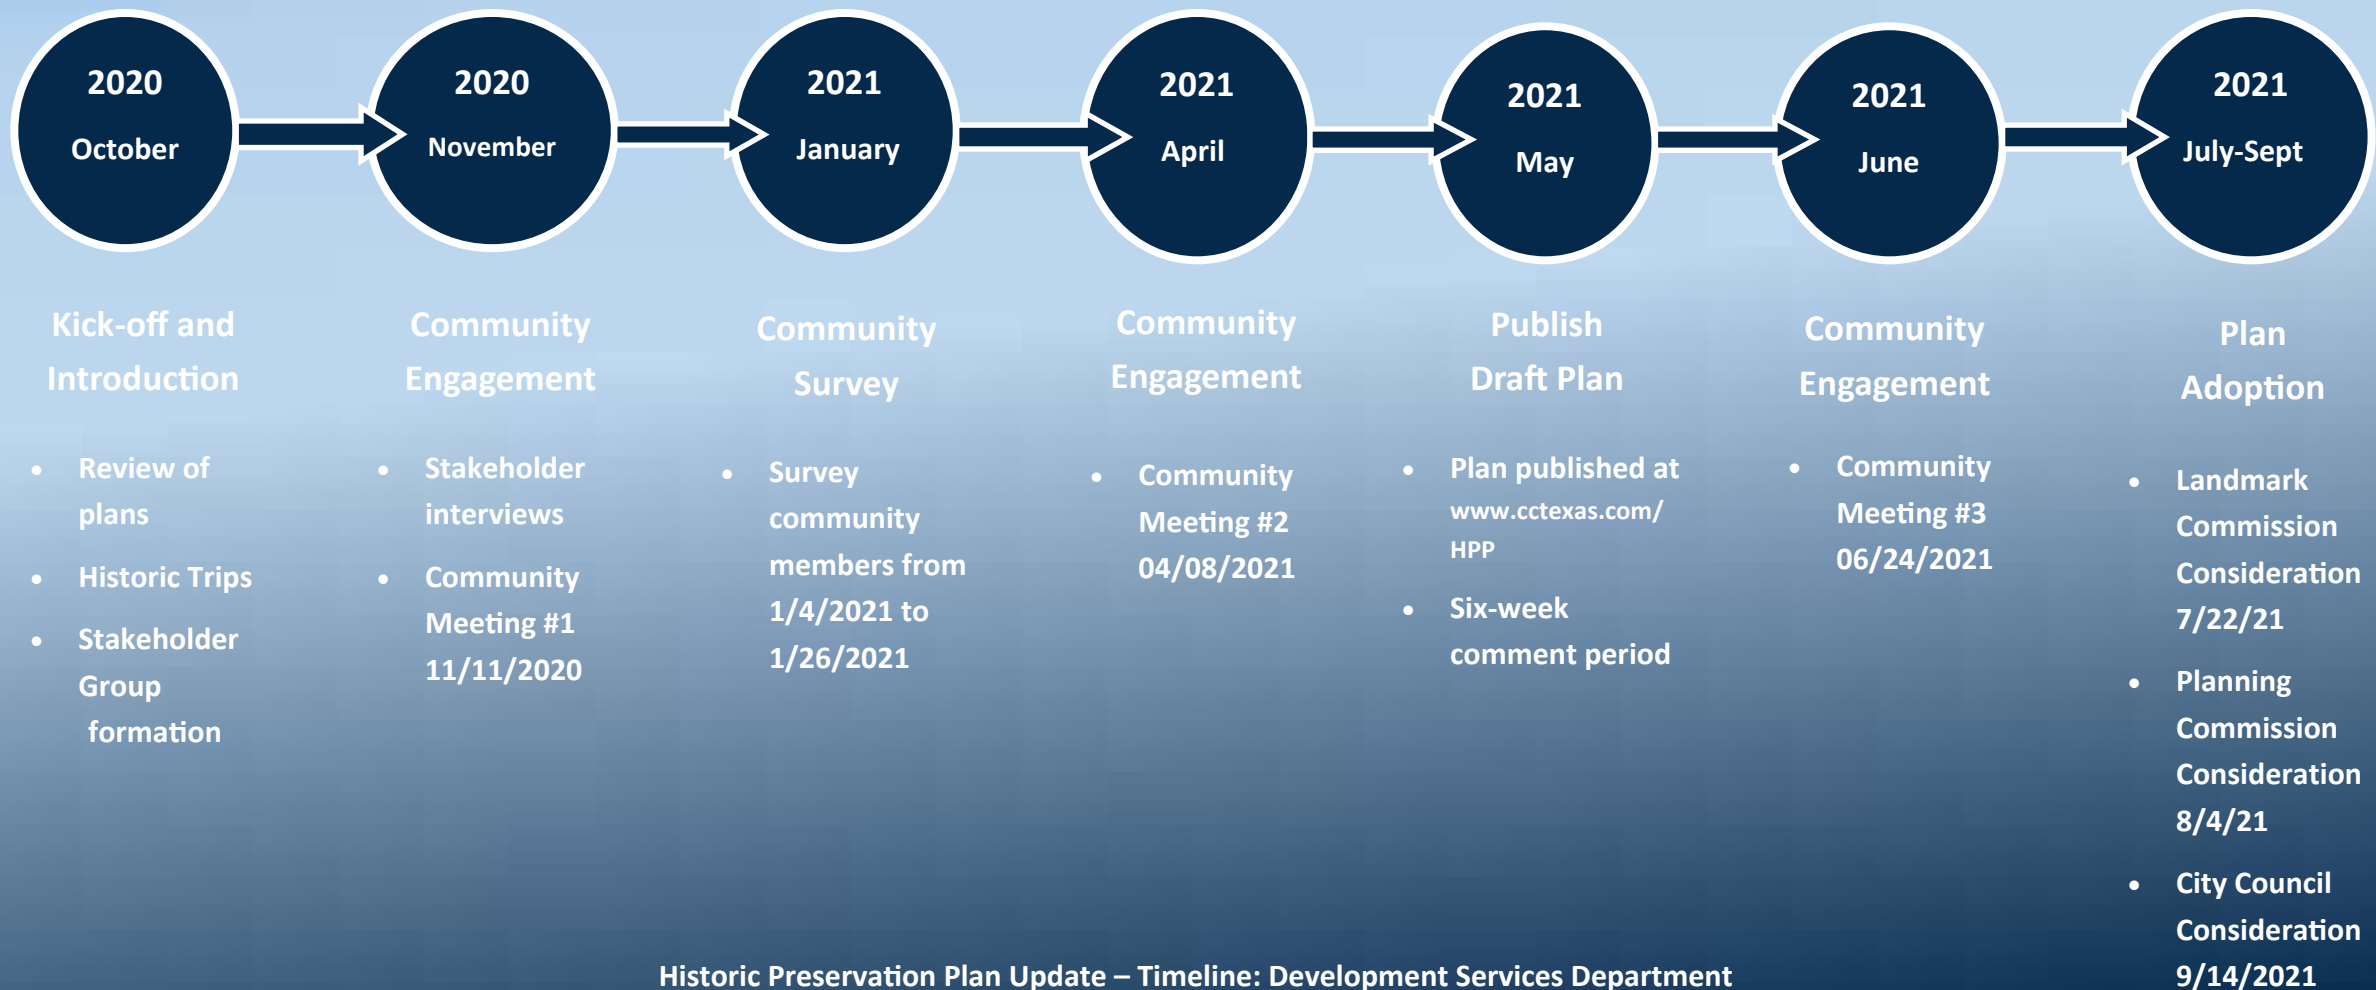 2020
October
2020
November
2021
January
2021
April
2021
May
2021
June
2021
July-Sept
Kick-off and
Introduction
• Review of
plans
• Historic Trips
• Stakeholder
Group
formation
Community
Engagement
• Stakeholder
interviews
• Community
Meeting #1
11/11/2020
Community
Survey
• Survey
community
members from
1/4/2021 to
1/26/2021
Community
Engagement
• Community
Meeting #2
04/08/2021
Publish
Draft Plan
• Plan published at
www.cctexas.com/
HPP
• Six-week
comment period
Community
Engagement
• Community
Meeting #3
06/24/2021
Plan
Adoption
• Landmark
Commission
Consideration
7/22/21
• Planning
Commission
Consideration
8/4/21
• City Council
Consideration
9/14/2021
Historic Preservation Plan Update – Timeline: Development Services Department